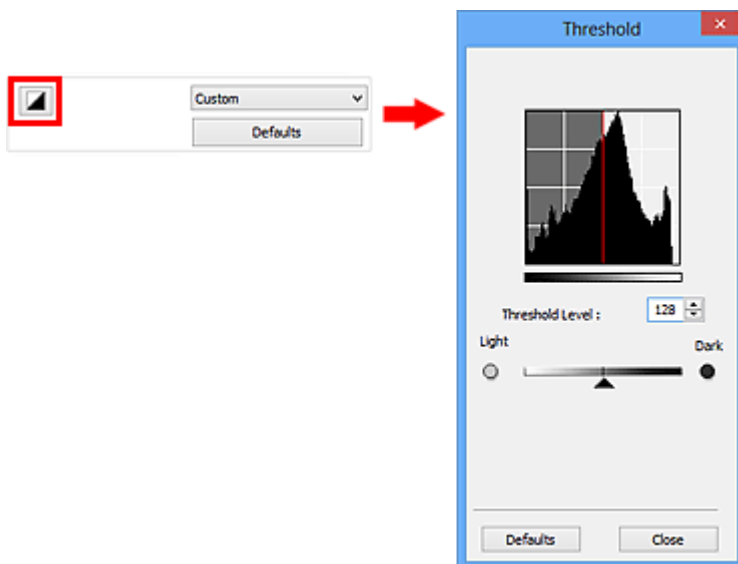 Custom
Defaults
Threshold
Threshold Level :
128
Light
Dark
Defaults
Close